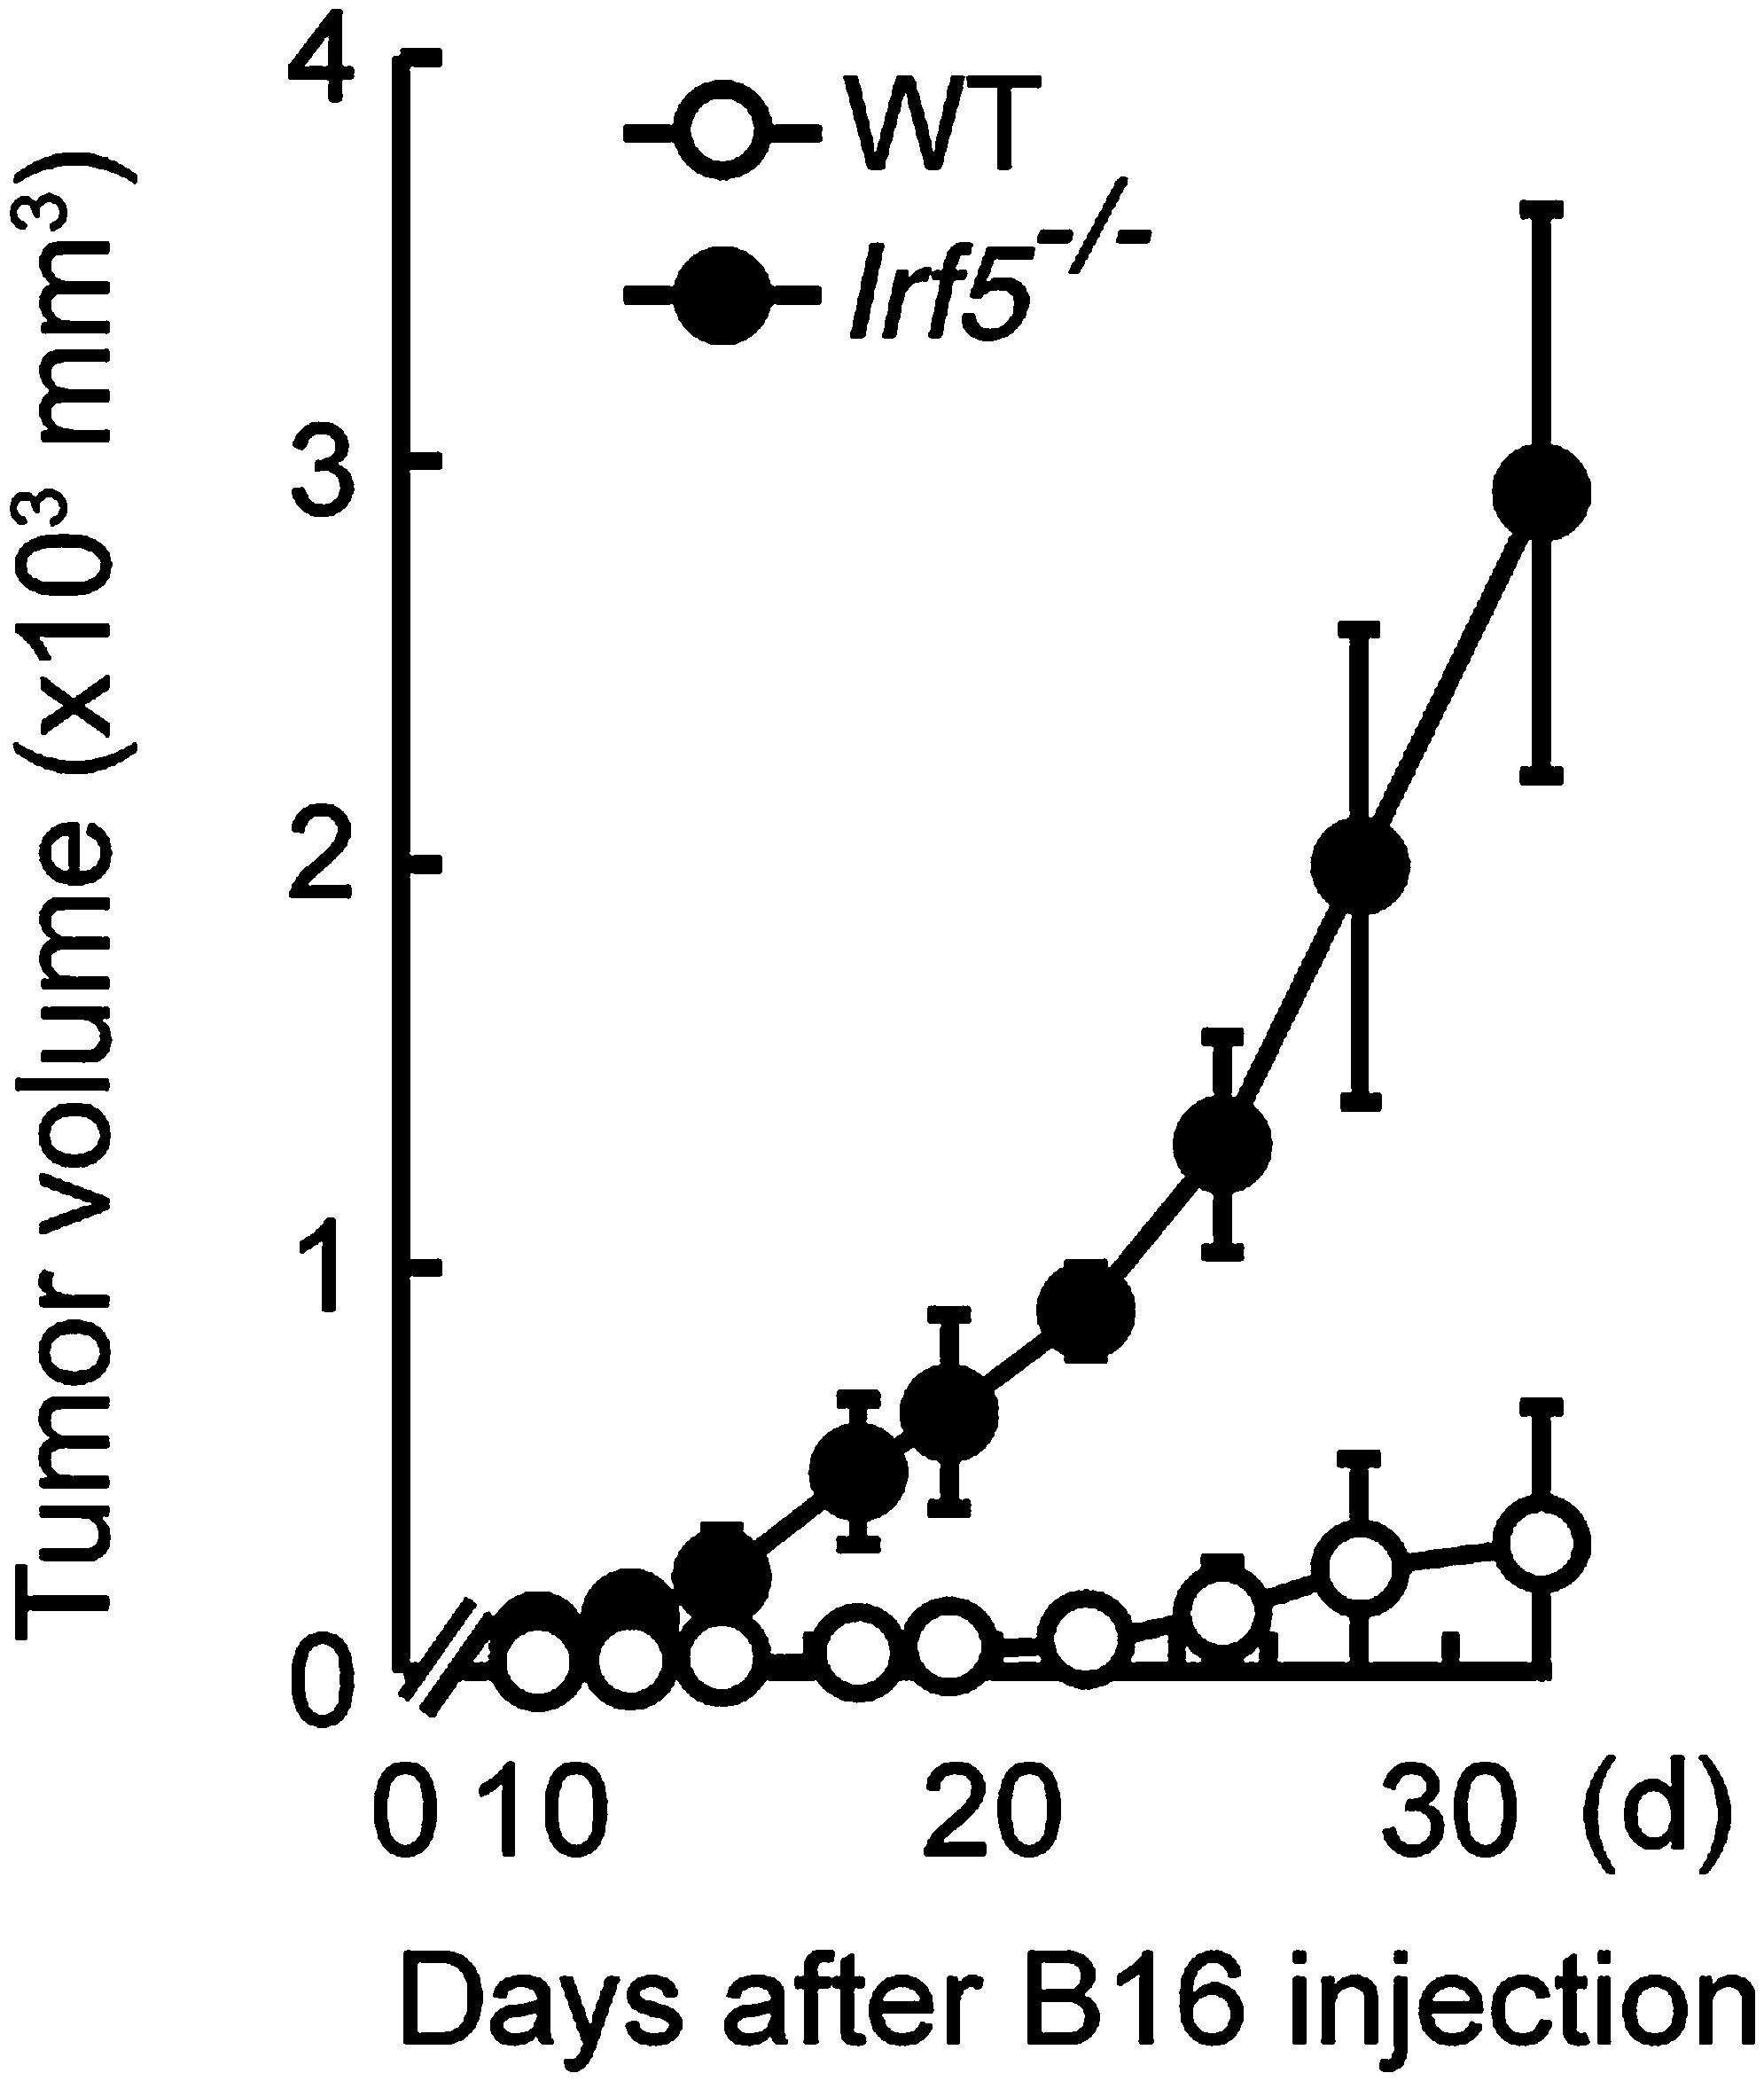 Tumor volume (x10³ mm³)
4
3
2
1
0
WT
Irf5-/-
0 10 20 30 (d)
Days after B16 injection